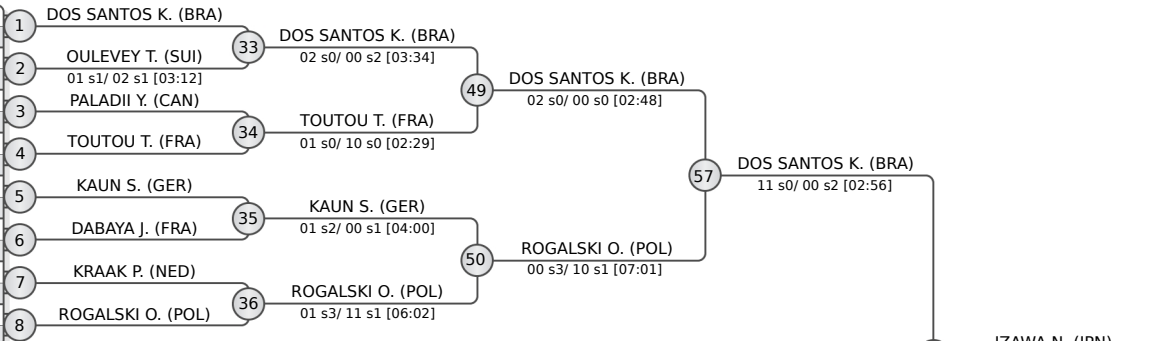 1
DOS SANTOS K. (BRA)
2
OULEVEY T. (SUI)
01 s1/ 02 s1 [03:12]
3
PALADII Y. (CAN)
4
TOUTOU T. (FRA)
5
KAUN S. (GER)
6
DABAYA J. (FRA)
7
KRAAK P. (NED)
8
ROGALSKI O. (POL)
33
DOS SANTOS K. (BRA)
02 s0/ 00 s2 [03:34]
34
TOUTOU T. (FRA)
01 s0/ 10 s0 [02:29]
35
KAUN S. (GER)
01 s2/ 00 s1 [04:00]
36
ROGALSKI O. (POL)
01 s3/ 11 s1 [06:02]
49
DOS SANTOS K. (BRA)
02 s0/ 00 s0 [02:48]
50
ROGALSKI O. (POL)
00 s3/ 10 s1 [07:01]
57
DOS SANTOS K. (BRA)
11 s0/ 00 s2 [02:56]
IZAWA N. (JPN)